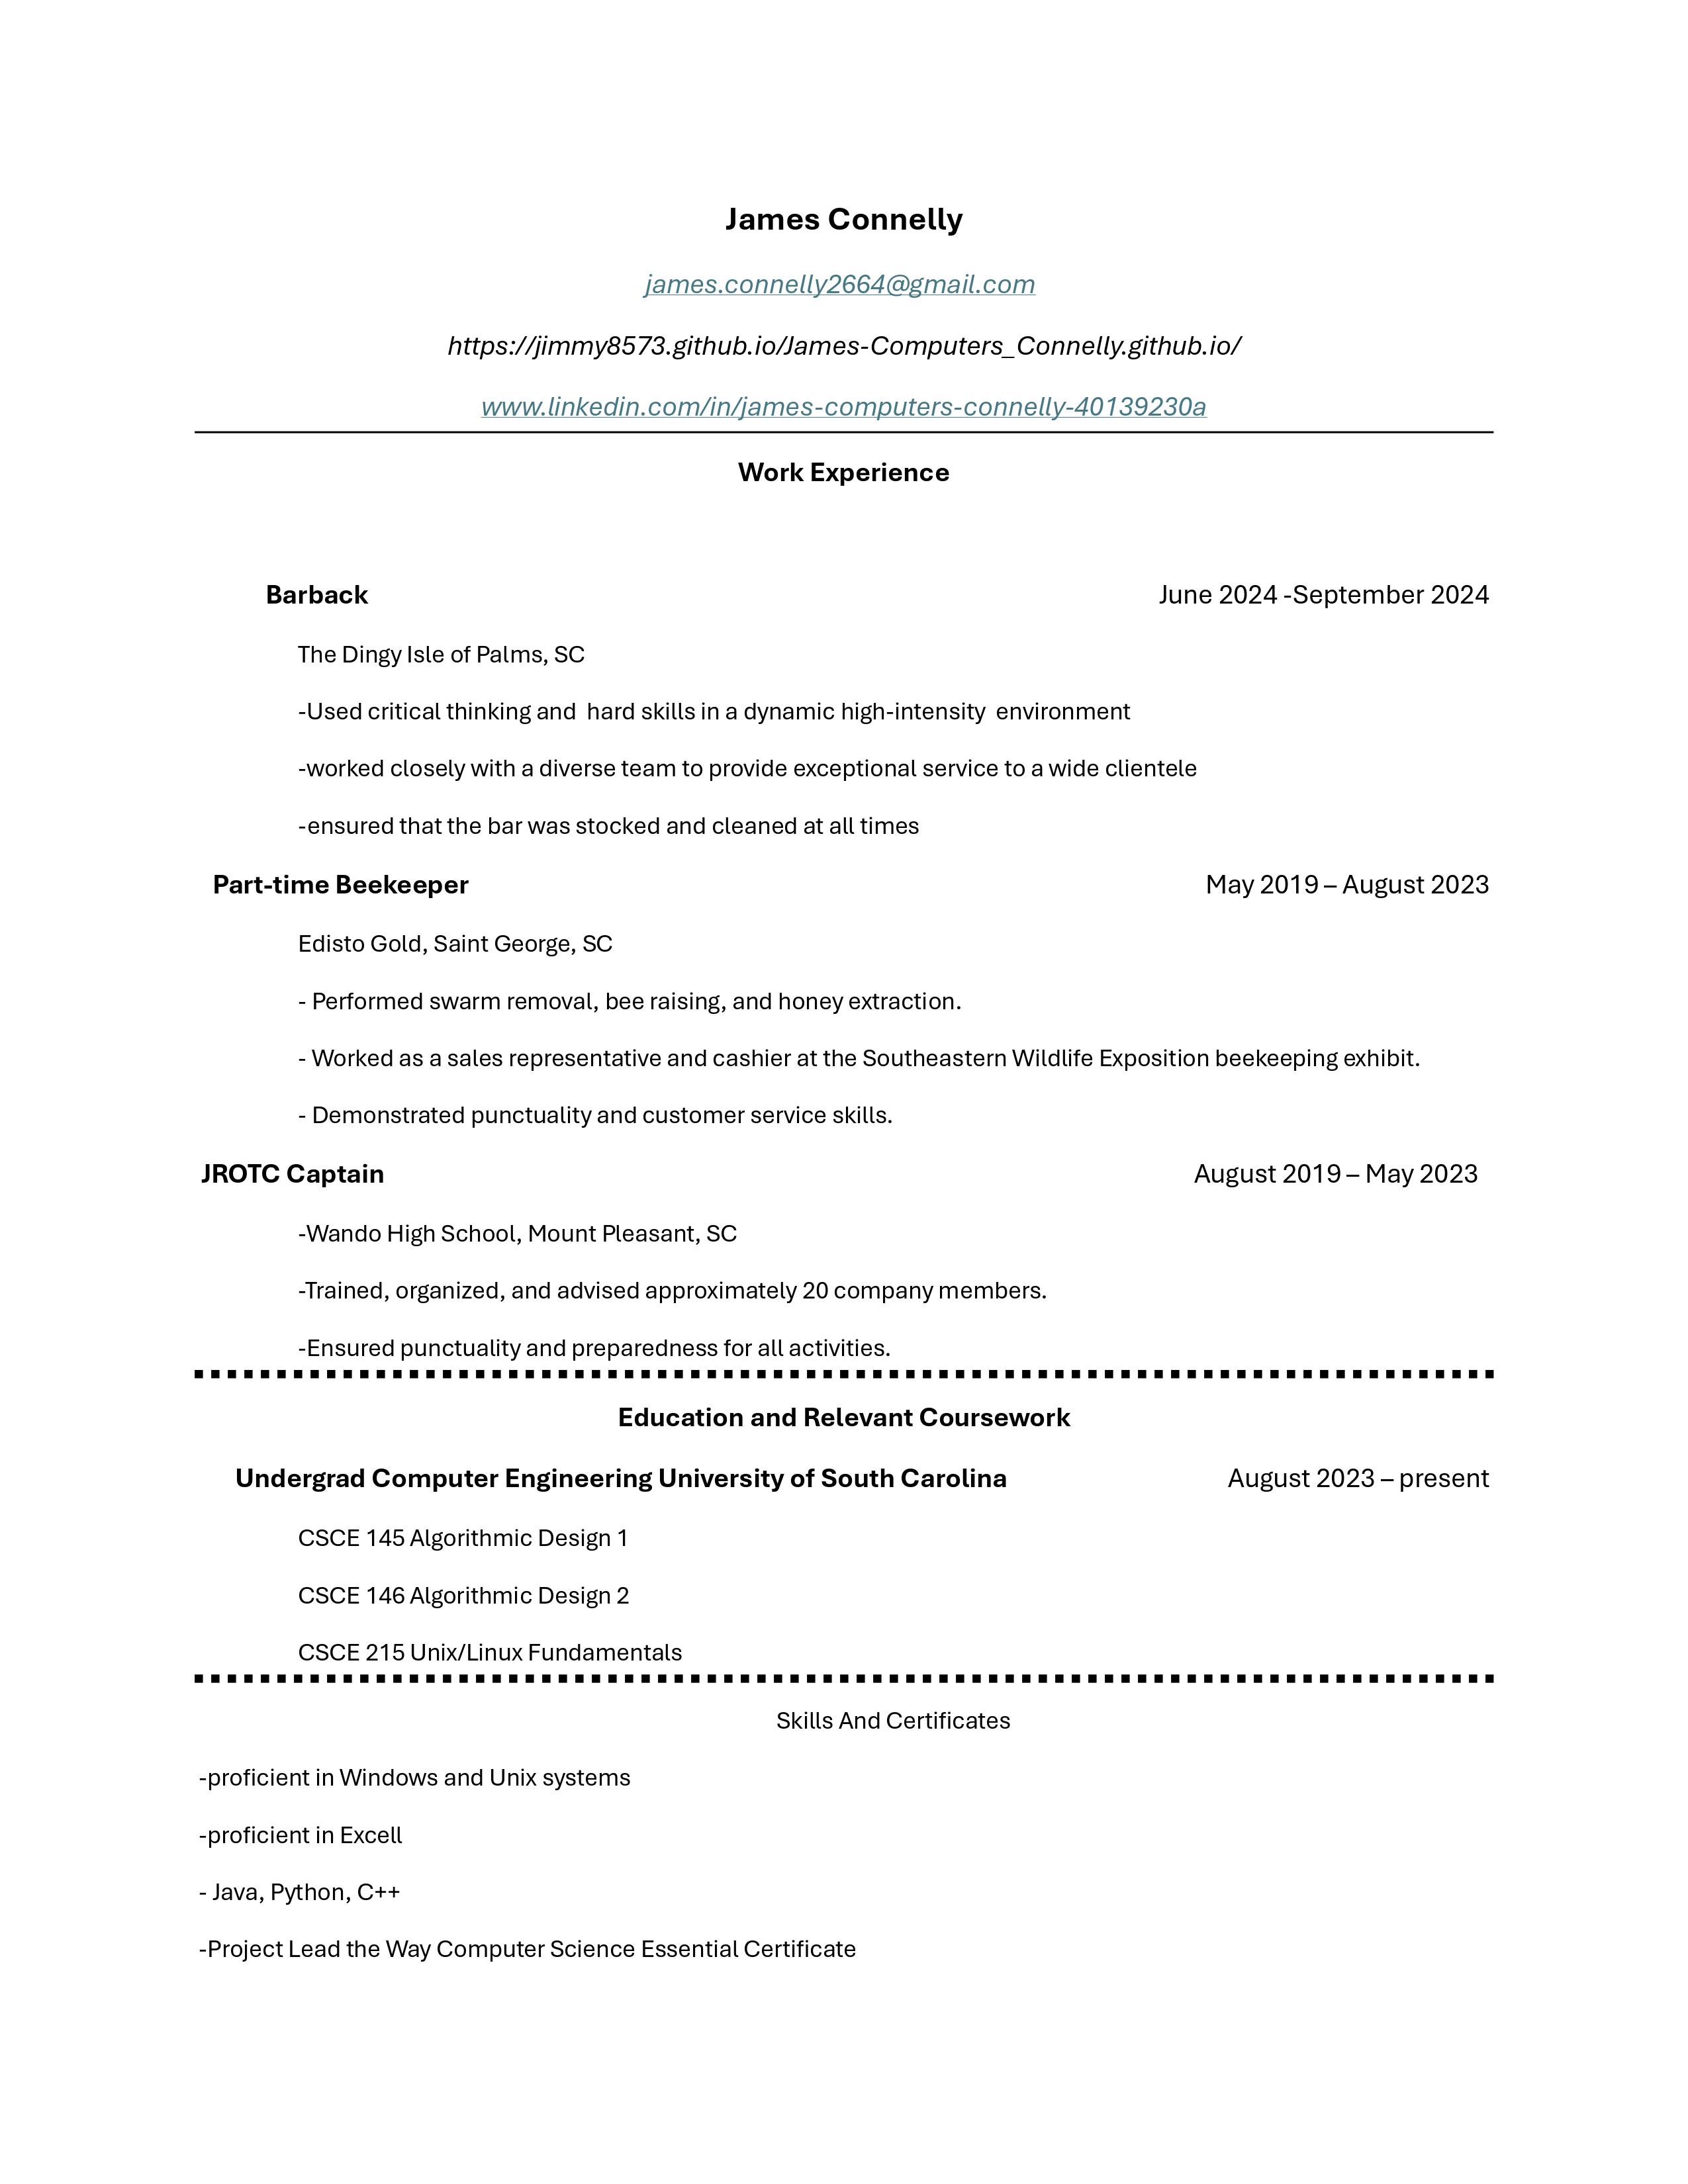 James Connelly
james.connelly2664@gmail.com
https://jimmy8573.github.io/James-Computers_Connelly.github.io/
www.linkedin.com/in/james-computers-connelly-40139230a
Work Experience
Barback June 2024 -September 2024
The Dingy Isle of Palms, SC
-Used critical thinking and  hard skills in a dynamic high-intensity  environment
-worked closely with a diverse team to provide exceptional service to a wide clientele
-ensured that the bar was stocked and cleaned at all times
Part-time Beekeeper May 2019 – August 2023
Edisto Gold, Saint George, SC
- Performed swarm removal, bee raising, and honey extraction.
- Worked as a sales representative and cashier at the Southeastern Wildlife Exposition beekeeping exhibit.
- Demonstrated punctuality and customer service skills.
JROTC Captain August 2019 – May 2023
-Wando High School, Mount Pleasant, SC
-Trained, organized, and advised approximately 20 company members.
-Ensured punctuality and preparedness for all activities.
Education and Relevant Coursework
Undergrad Computer Engineering University of South Carolina August 2023 – present
CSCE 145 Algorithmic Design 1
CSCE 146 Algorithmic Design 2
CSCE 215 Unix/Linux Fundamentals
Skills And Certificates
-proficient in Windows and Unix systems
-proficient in Excell
- Java, Python, C++
-Project Lead the Way Computer Science Essential Certificate